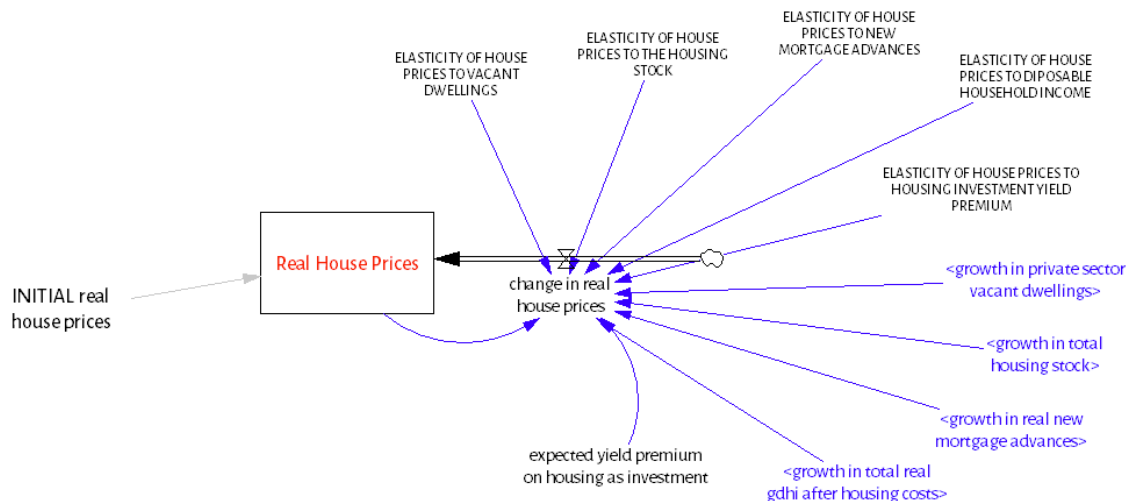 ELASTICITY OF HOUSE
PRICES TO NEW
MORTGAGE ADVANCES
ELASTICITY OF HOUSE
PRICES TO THE HOUSING
STOCK
ELASTICITY OF HOUSE
PRICES TO VACANT
DWELLINGS
ELASTICITY OF HOUSE
PRICES TO DIPOSABLE
HOUSEHOLD INCOME
ELASTICITY OF HOUSE PRICES TO
HOUSING INVESTMENT YIELD
PREMIUM
Real House Prices
INITIAL real
house prices
change in real
house prices
<growth in private sector
vacant dwellings>
<growth in total
housing stock>
<growth in real new
mortgage advances>
expected yield premium
on housing as investment
<growth in total real
gdhi after housing costs>